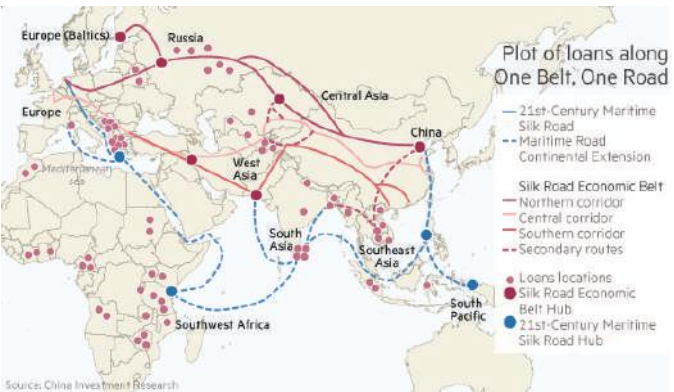 Plot of loans along
One Belt, One Road
21st-Century Maritime
Silk Road
Maritime Road
Continental Extension
Silk Road Economic Belt
Northern corridor
Central corridor
Southern corridor
Secondary routes
Loans locations
Silk Road Economic
Belt Hub
21st-Century Maritime
Silk Road Hub
Europe (Baltics)
Russia
Europe
Central Asia
China
Mediterranean
sea
West
Asia
South
Asia
Southeast
Asia
South
Pacific
Southwest Africa
Source: China Investment Research